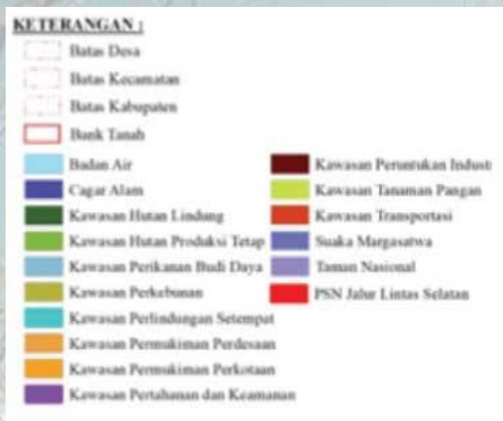 KETERANGAN :
Batas Desa
Batas Kecamatan
Batas Kabupaten
Bank Tanah
Badan Air
Cagar Alam
Kawasan Hutan Lindung
Kawasan Hutan Produksi Tetap
Kawasan Perikanan Budi Daya
Kawasan Perkebunan
Kawasan Perlindungan Setempat
Kawasan Permukiman Perdesaan
Kawasan Permukiman Perkotaan
Kawasan Pertahanan dan Keamanan
Kawasan Peruntukan Industi
Kawasan Tanaman Pangan
Kawasan Transportasi
Suaka Margasatwa
Taman Nasional
PSN Jalur Lintas Selatan